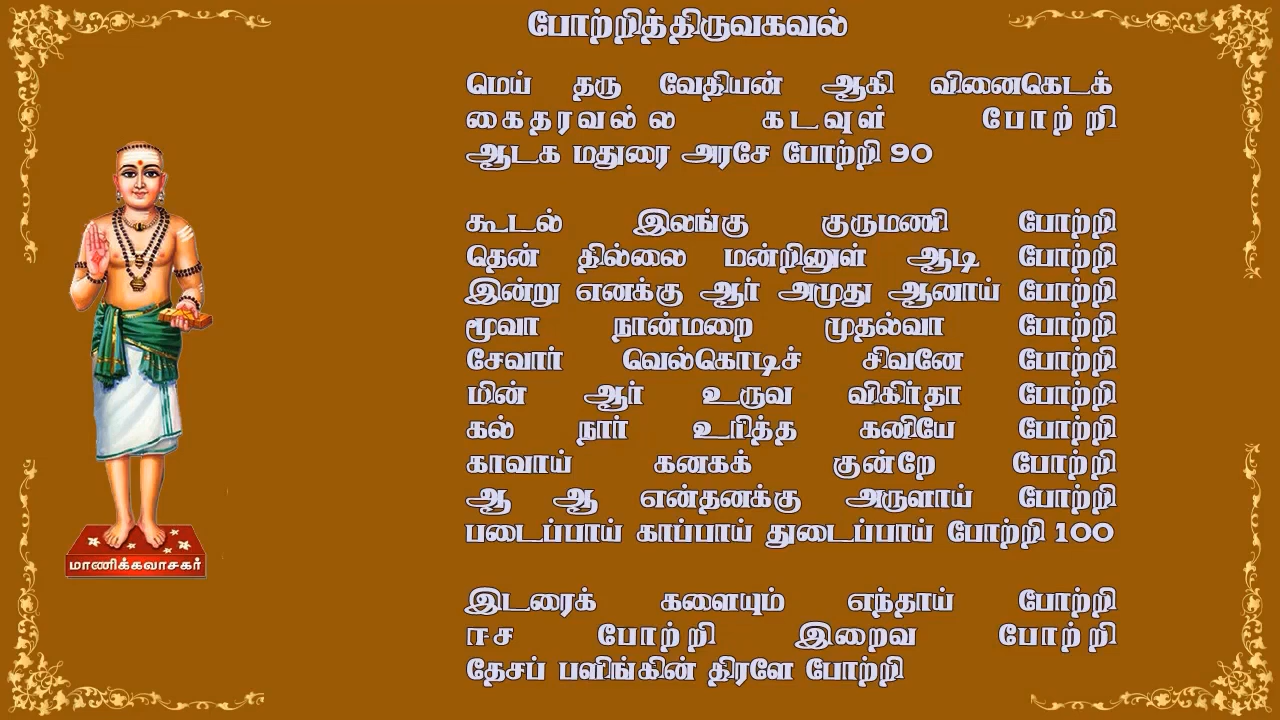 போற்றித்திருவகவல்
மெய் தரு வேதியன் ஆகி வினைகெடக்
கைதரவல்ல கடவுள் போற்றி
ஆடக மதுரை அரசே போற்றி 90
கூடல் இலங்கு குருமணி போற்றி
தென் தில்லை மன்றினுள் ஆடி போற்றி
இன்று எனக்கு ஆர் அமுது ஆனாய் போற்றி
மூவா நான்மறை முதல்வா போற்றி
சேவார் வெல்கொடிச் சிவனே போற்றி
மின் ஆர் உருவ விகிர்தா போற்றி
கல் நார் உரித்த கனியே போற்றி
காவாய் கனகக் குன்றே போற்றி
ஆ ஆ என்தனக்கு அருளாய் போற்றி
படைப்பாய் காப்பாய் துடைப்பாய் போற்றி 100
இடரைக் களையும் எந்தாய் போற்றி
ஈச போற்றி இறைவ போற்றி
தேசப் பளிங்கின் திரளே போற்றி
மாணிக்கவாசகர்